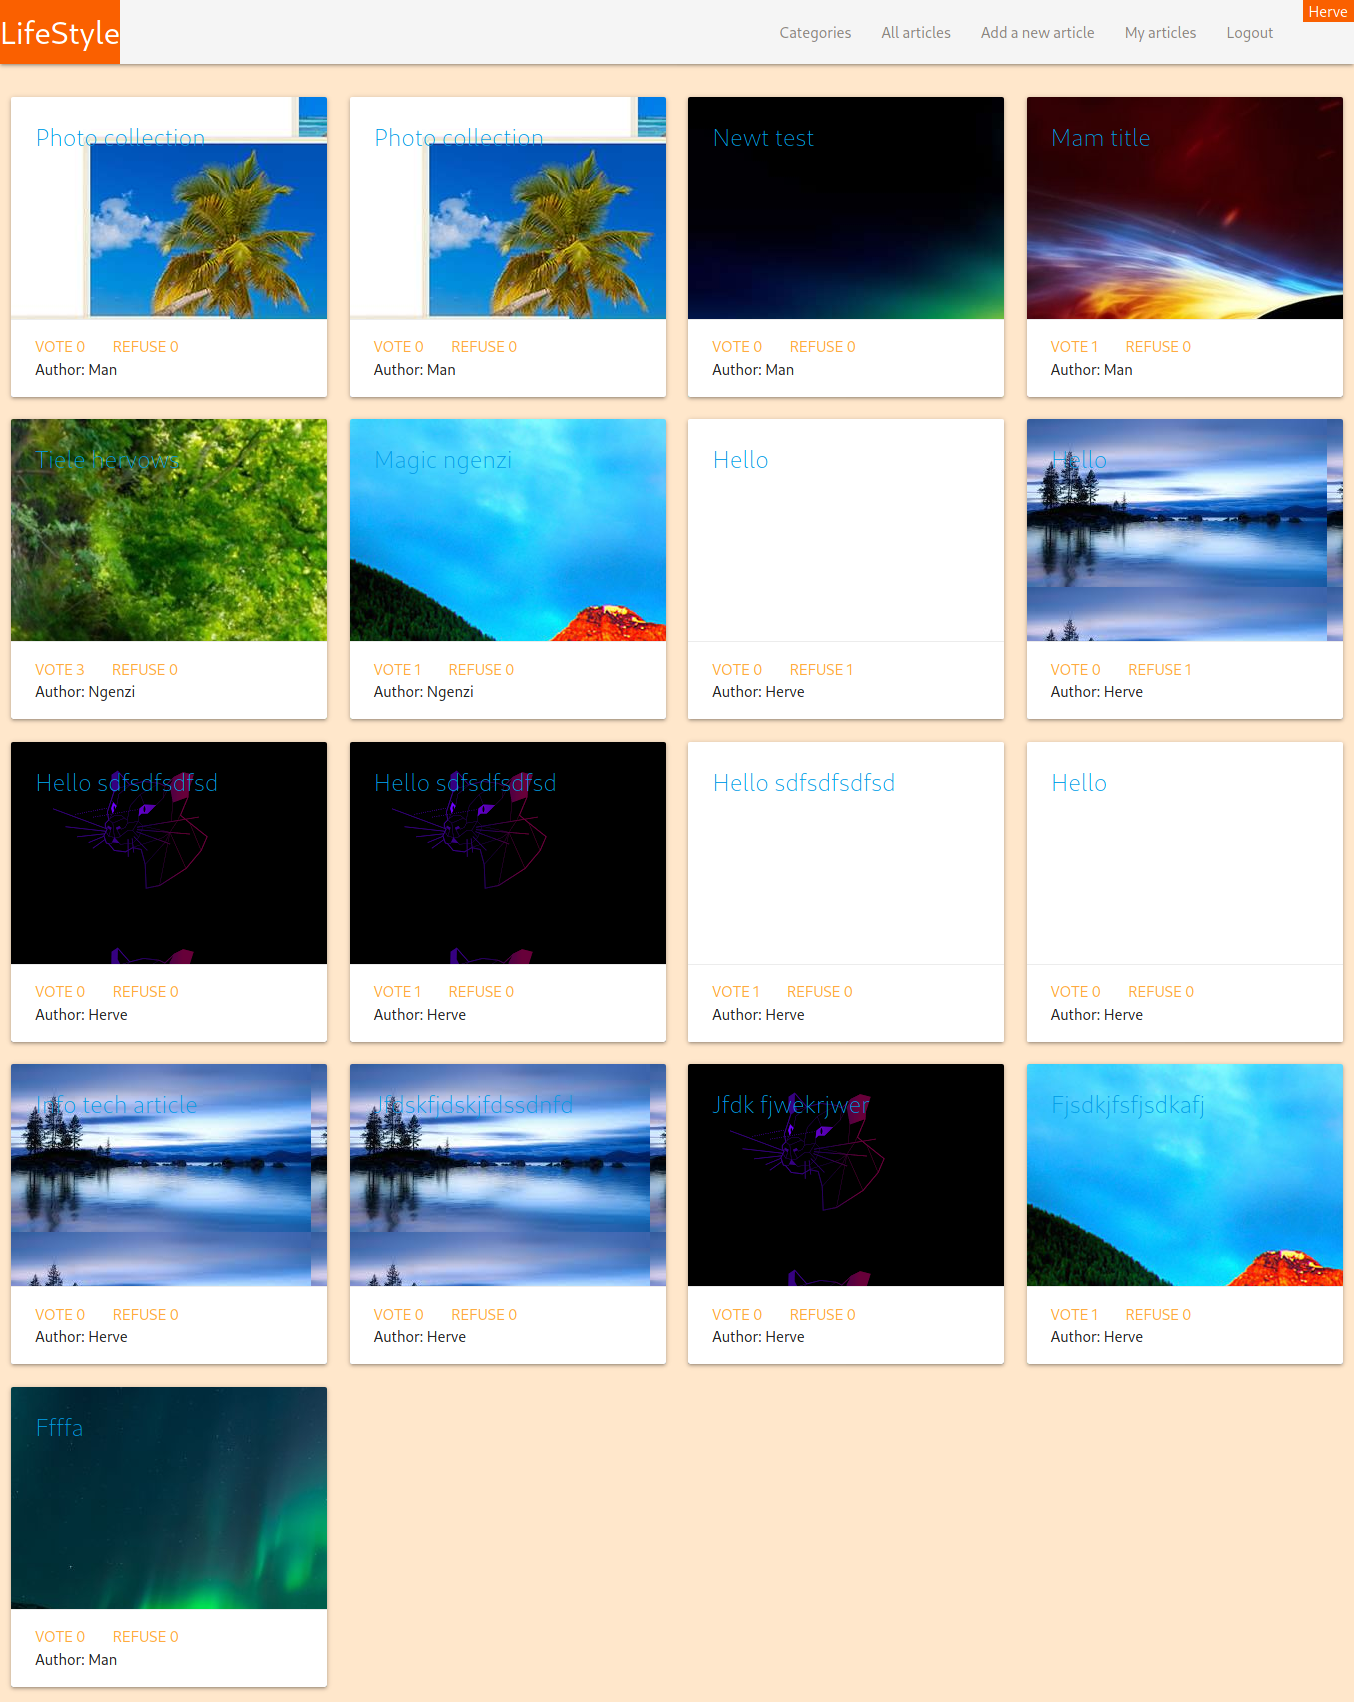 LifeStyle
Categories
All articles
Add a new article
My articles
Logout
Herve
Photo collection
VOTE 0 REFUSE 0
Author: Man
Photo collection
VOTE 0 REFUSE 0
Author: Man
Newt test
VOTE 0 REFUSE 0
Author: Man
Mam title
VOTE 1 REFUSE 0
Author: Man
Tiele heryows
VOTE 3 REFUSE 0
Author: Ngenzi
Magic ngenzi
VOTE 1 REFUSE 0
Author: Ngenzi
Hello
VOTE 0 REFUSE 1
Author: Herve
Hello
VOTE 0 REFUSE 1
Author: Herve
Hello sdfsdfsdfsd
VOTE 0 REFUSE 0
Author: Herve
Hello sdfsdfsdfsd
VOTE 1 REFUSE 0
Author: Herve
Hello sdfsdfsdfsd
VOTE 1 REFUSE 0
Author: Herve
Hello
VOTE 0 REFUSE 0
Author: Herve
Info tech article
VOTE 0 REFUSE 0
Author: Herve
Jfdskfjdskjfdssdnfd
VOTE 0 REFUSE 0
Author: Herve
Jfdk fjwekrjwer
VOTE 0 REFUSE 0
Author: Herve
Fjsdkjfsfjsdkafj
VOTE 1 REFUSE 0
Author: Herve
Ffffa
VOTE 0 REFUSE 0
Author: Man